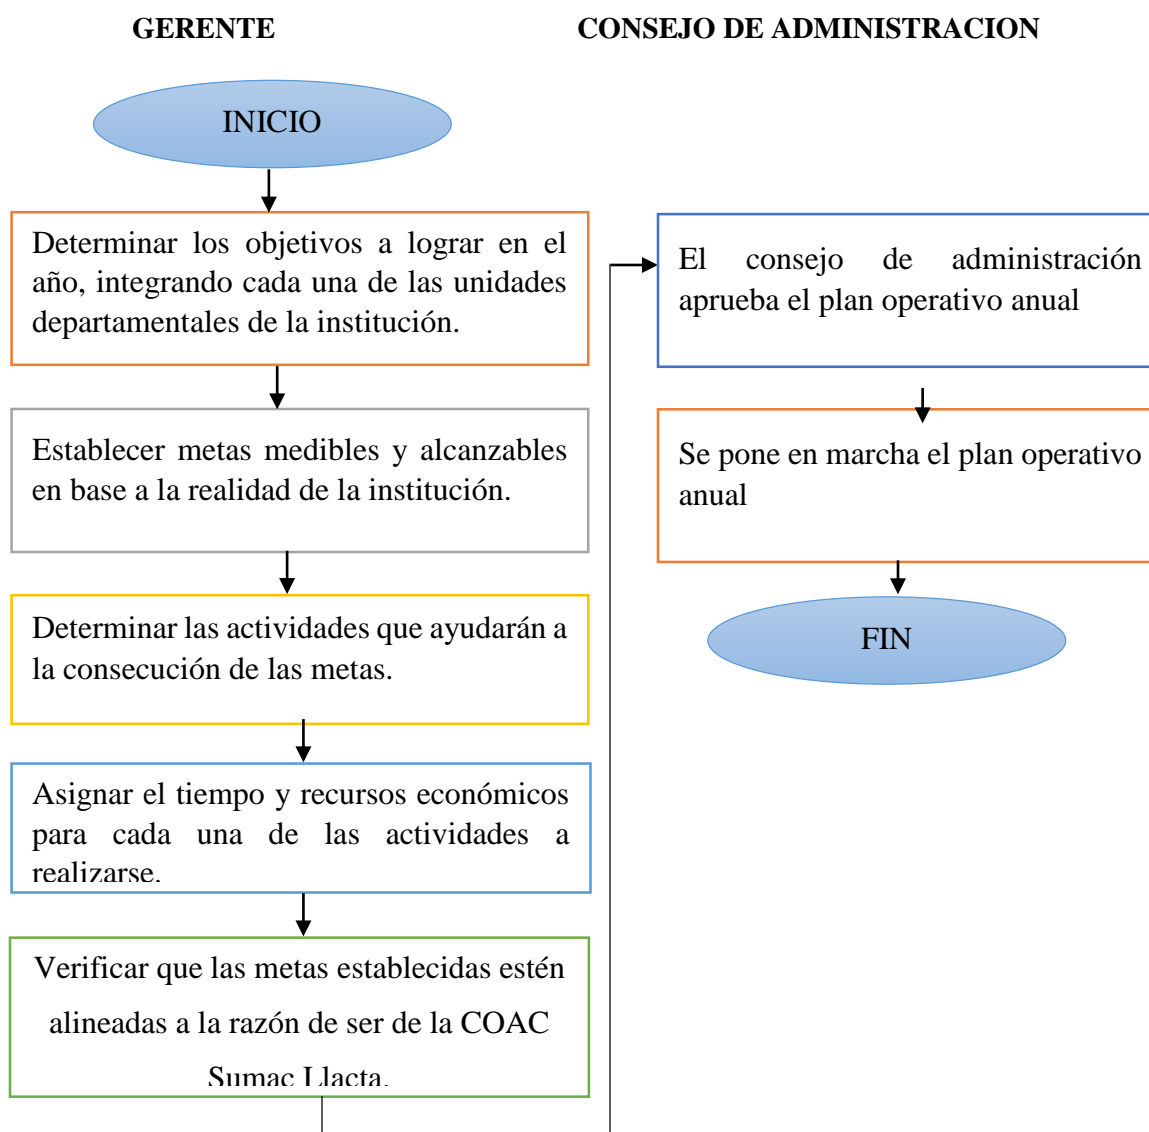 GERENTE
CONSEJO DE ADMINISTRACION
INICIO
Determinar los objetivos a lograr en el
año, integrando cada una de las unidades
departamentales de la institución.
Establecer metas medibles y alcanzables
en base a la realidad de la institución.
Determinar las actividades que ayudarán a
la consecución de las metas.
Asignar el tiempo y recursos económicos
para cada una de las actividades a
realizarse.
Verificar que las metas establecidas estén
alineadas a la razón de ser de la COAC
Sumac Llacta.
El consejo de administración
aprueba el plan operativo anual
Se pone en marcha el plan operativo
anual
FIN